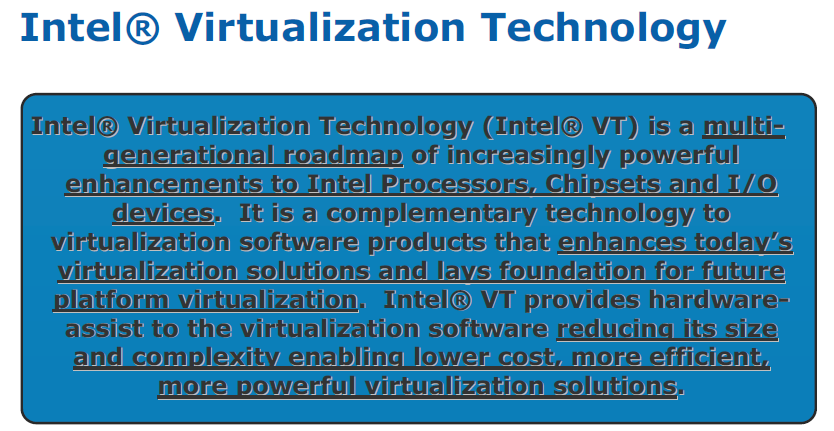 Intel® Virtualization Technology
Intel® Virtualization Technology (Intel® VT) is a multi-
generational roadmap of increasingly powerful
enhancements to Intel Processors, Chipsets and I/O
devices.  It is a complementary technology to
virtualization software products that enhances today’s
virtualization solutions and lays foundation for future
platform virtualization.  Intel® VT provides hardware-
assist to the virtualization software reducing its size
and complexity enabling lower cost, more efficient,
more powerful virtualization solutions.